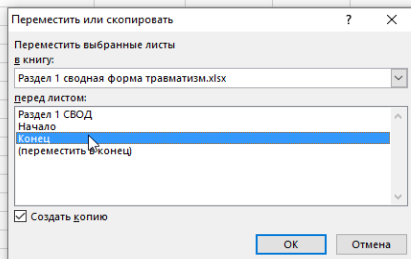 Переместить или скопировать ? ×
Переместить выбранные листы
в книгу:
Раздел 1 сводная форма травматизм.xlsx
перед листом:
Раздел 1 СВОД
Начало
Конец
(переместить в конец)
Создать копию
ОК Отмена